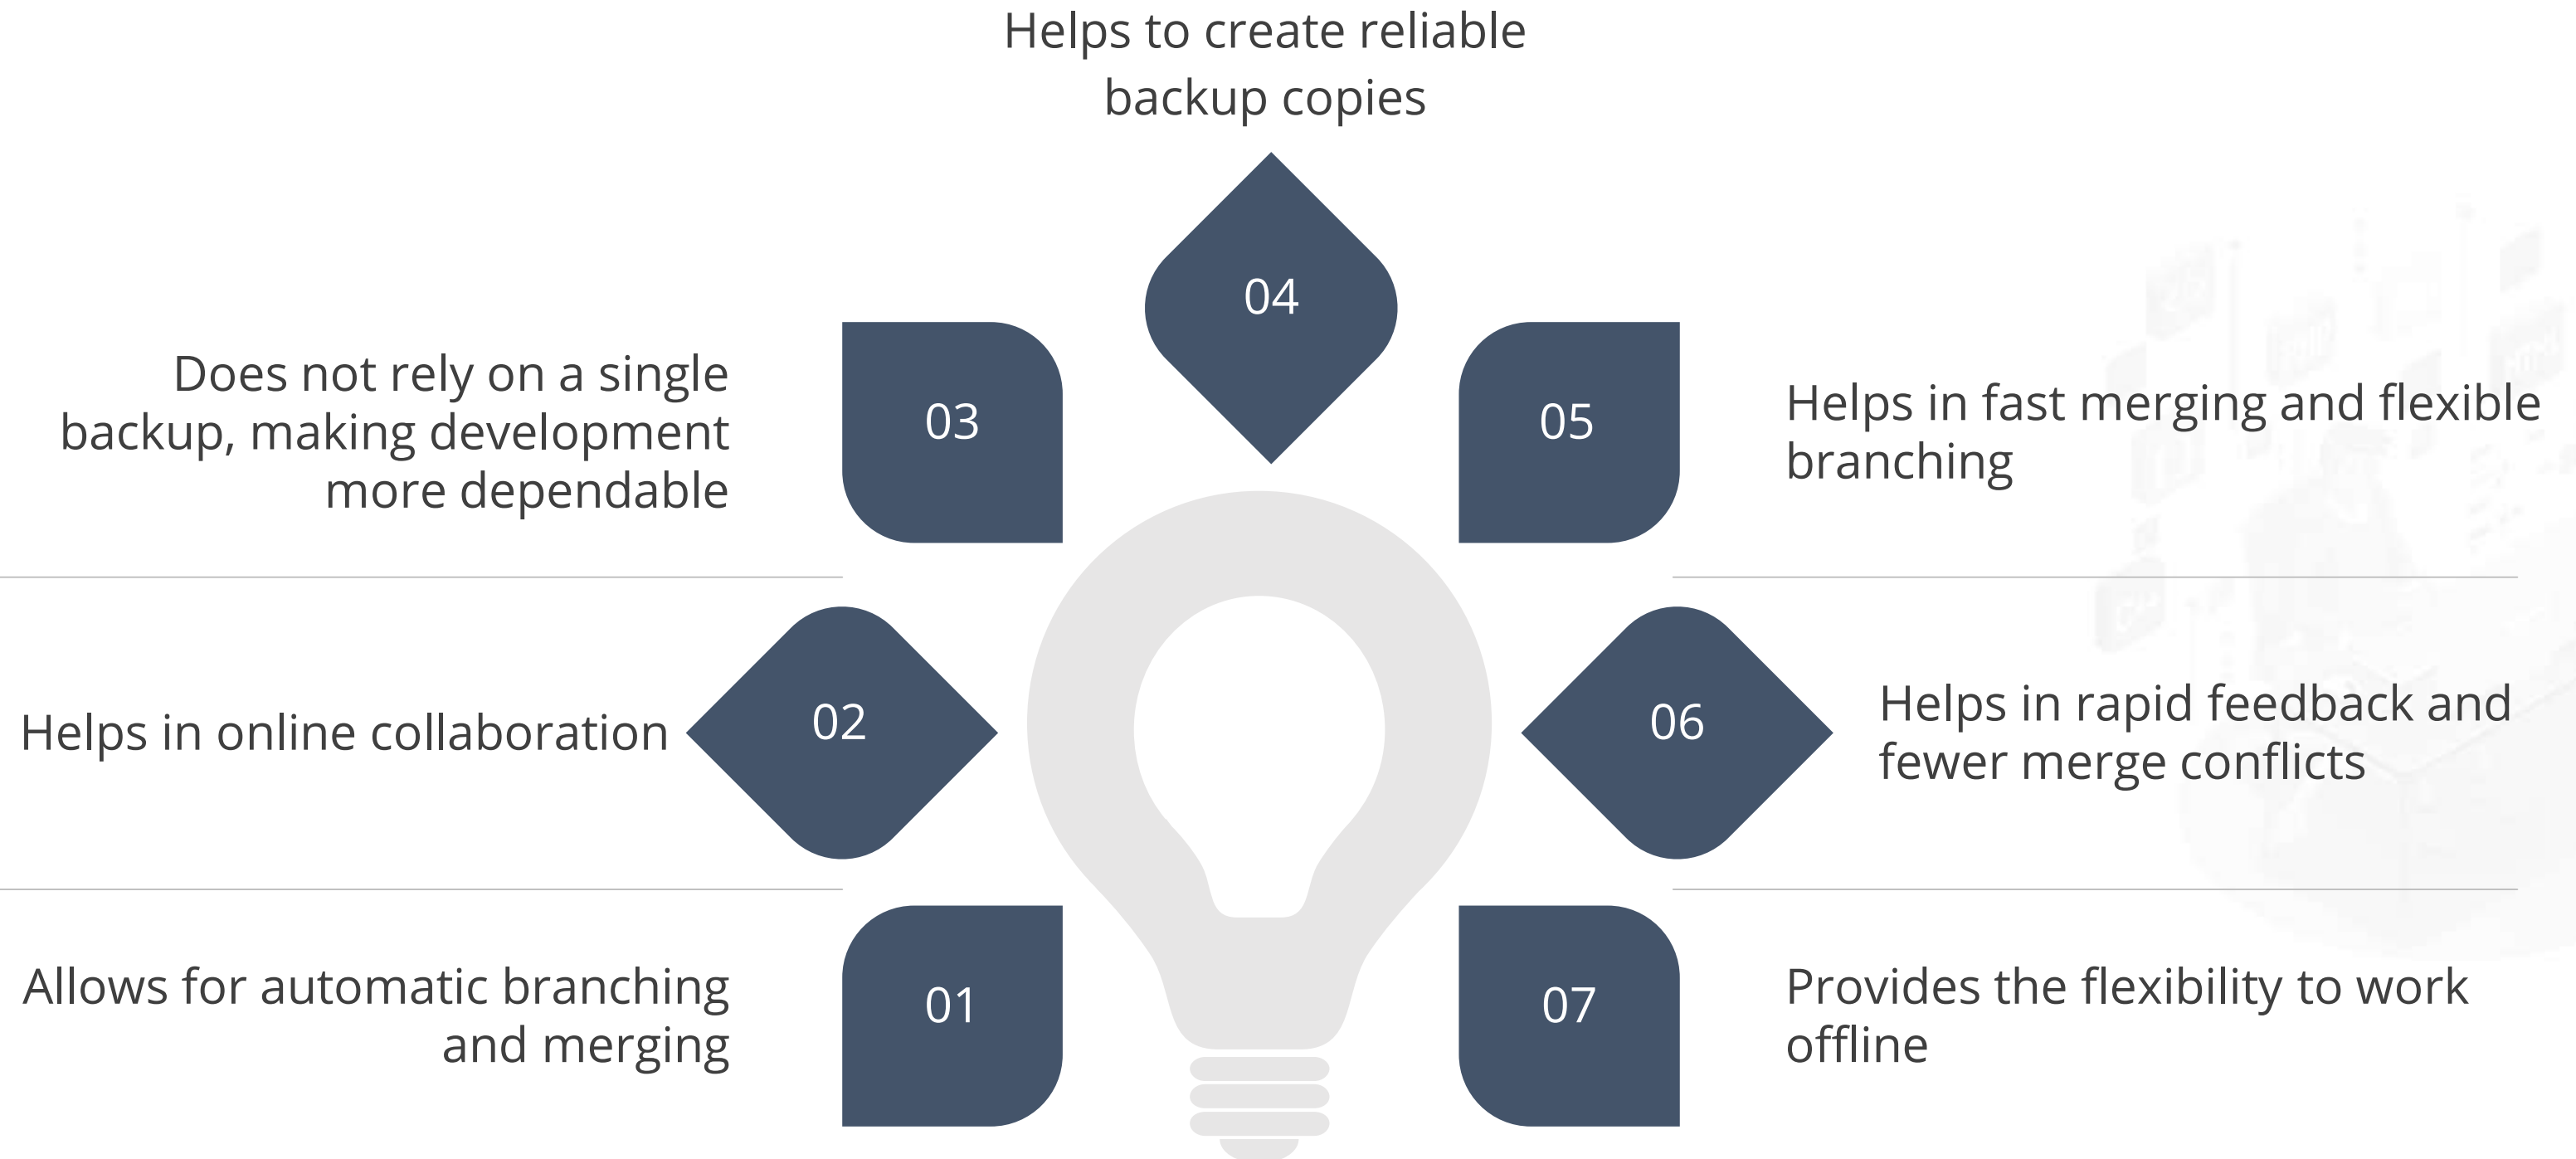 Helps to create reliable
backup copies
04
Does not rely on a single
backup, making development
more dependable
03
05
Helps in fast merging and flexible
branching
Helps in online collaboration
02
06
Helps in rapid feedback and
fewer merge conflicts
Allows for automatic branching
and merging
01
07
Provides the flexibility to work
offline